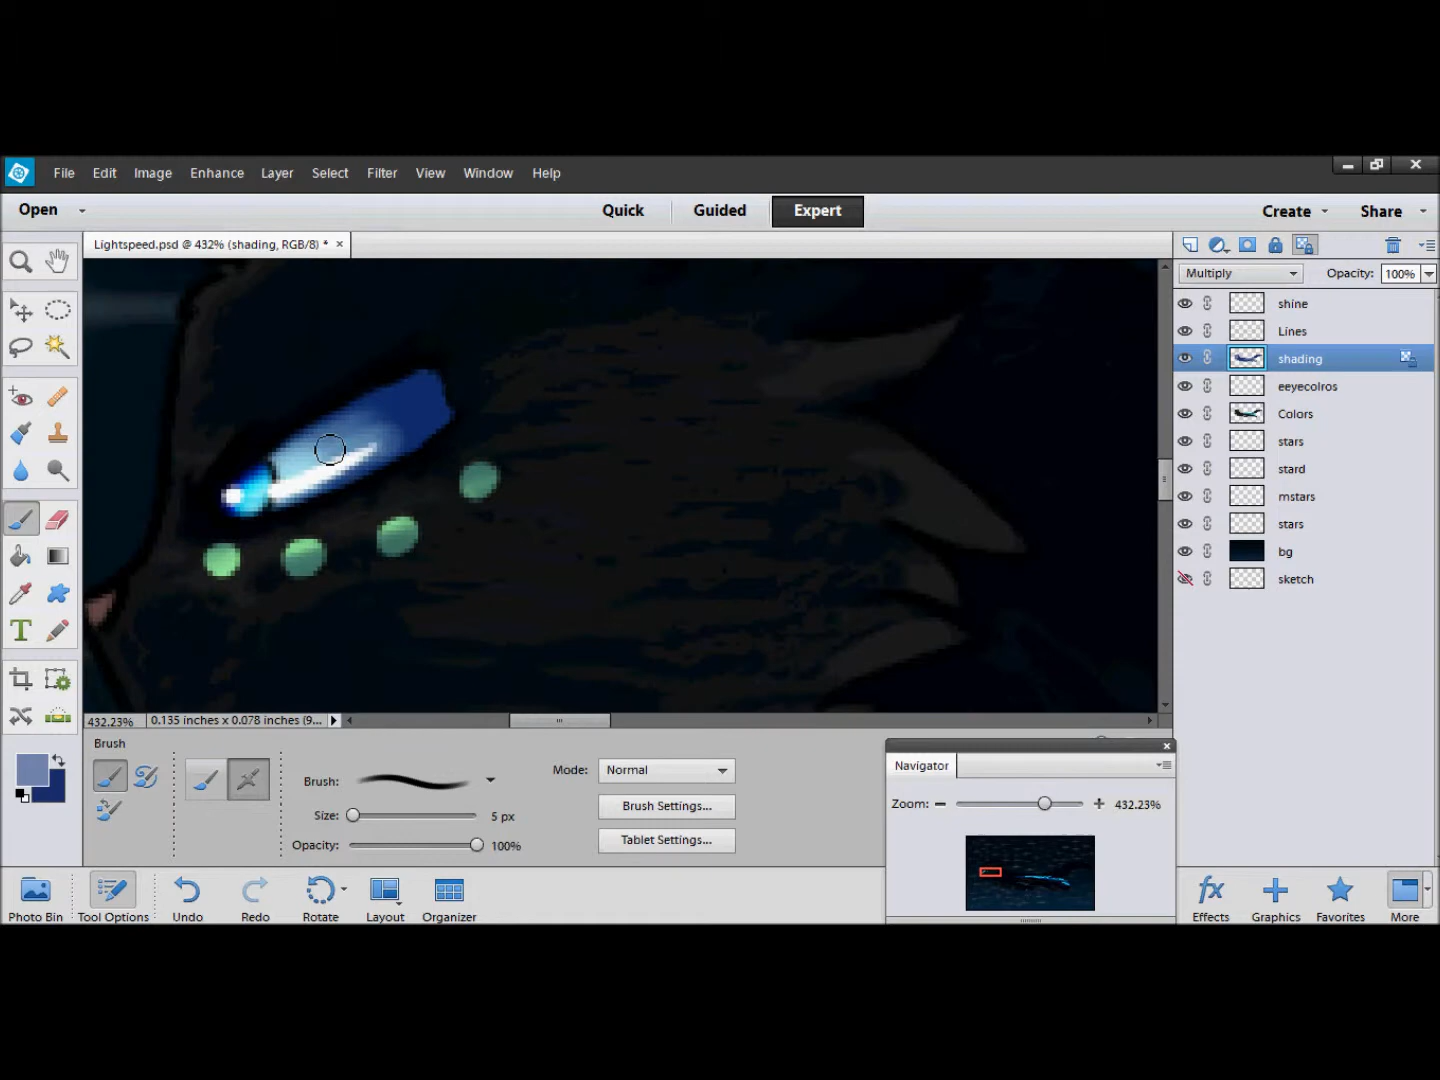 File Edit Image Enhance Layer Select Filter View Window Help
Open Quick Guided Expert Create Share
Lightspeed.psd @ 432% (shading, RGB/8) * ×
Multiply Opacity: 100%
shine
Lines
shading
eeyecolros
Colors
stars
stard
mstars
stars
bg
sketch
432.23% 0.135 inches x 0.078 inches (9...
Brush
Brush:
Size: 5 px
Opacity: 100%
Mode: Normal
Brush Settings...
Tablet Settings...
Navigator
Zoom: 432.23%
Photo Bin Tool Options Undo Redo Rotate Layout Organizer
fx
Effects Graphics Favorites More
T